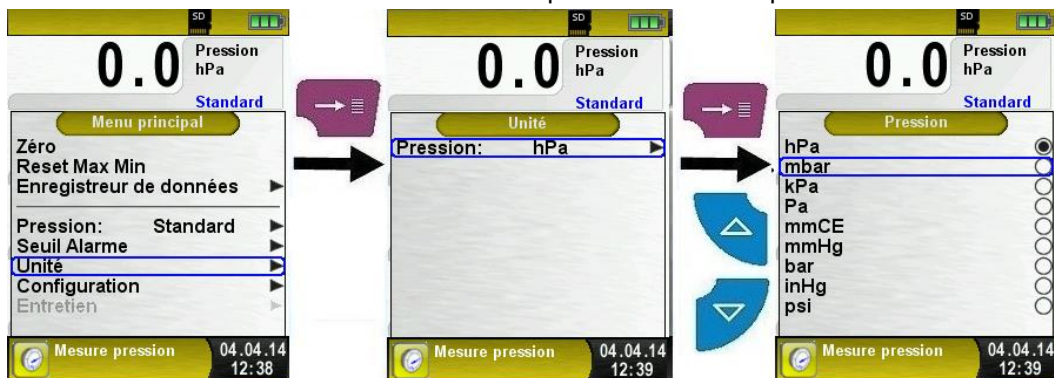 SD
0.0
Pression
hPa
Standard
Menu principal
Zéro
Reset Max Min
Enregistreur de données
Pression: Standard
Seuil Alarme
Unité
Configuration
Entretien
Mesure pression 04.04.14
12:38
SD
0.0
Pression
hPa
Standard
Unité
Pression: hPa
Mesure pression 04.04.14
12:39
SD
0.0
Pression
hPa
Standard
Pression
hPa
mbar
kPa
Pa
mmCE
mmHg
bar
inHg
psi
Mesure pression 04.04.14
12:39